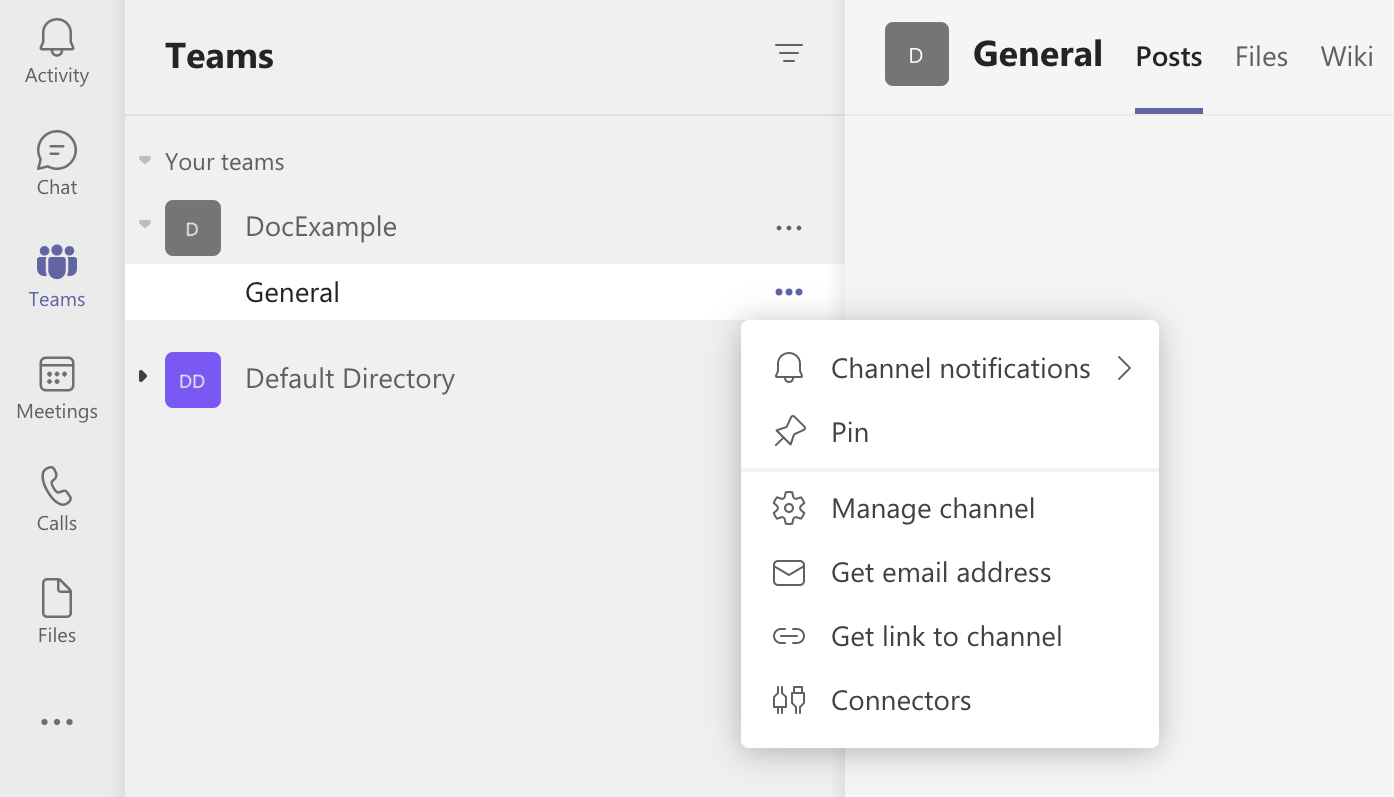 Activity
Chat
Teams
Meetings
Calls
Files
Teams
Your teams
D DocExample
General
DD Default Directory
D General Posts Files Wiki
Channel notifications
Pin
Manage channel
Get email address
Get link to channel
Connectors